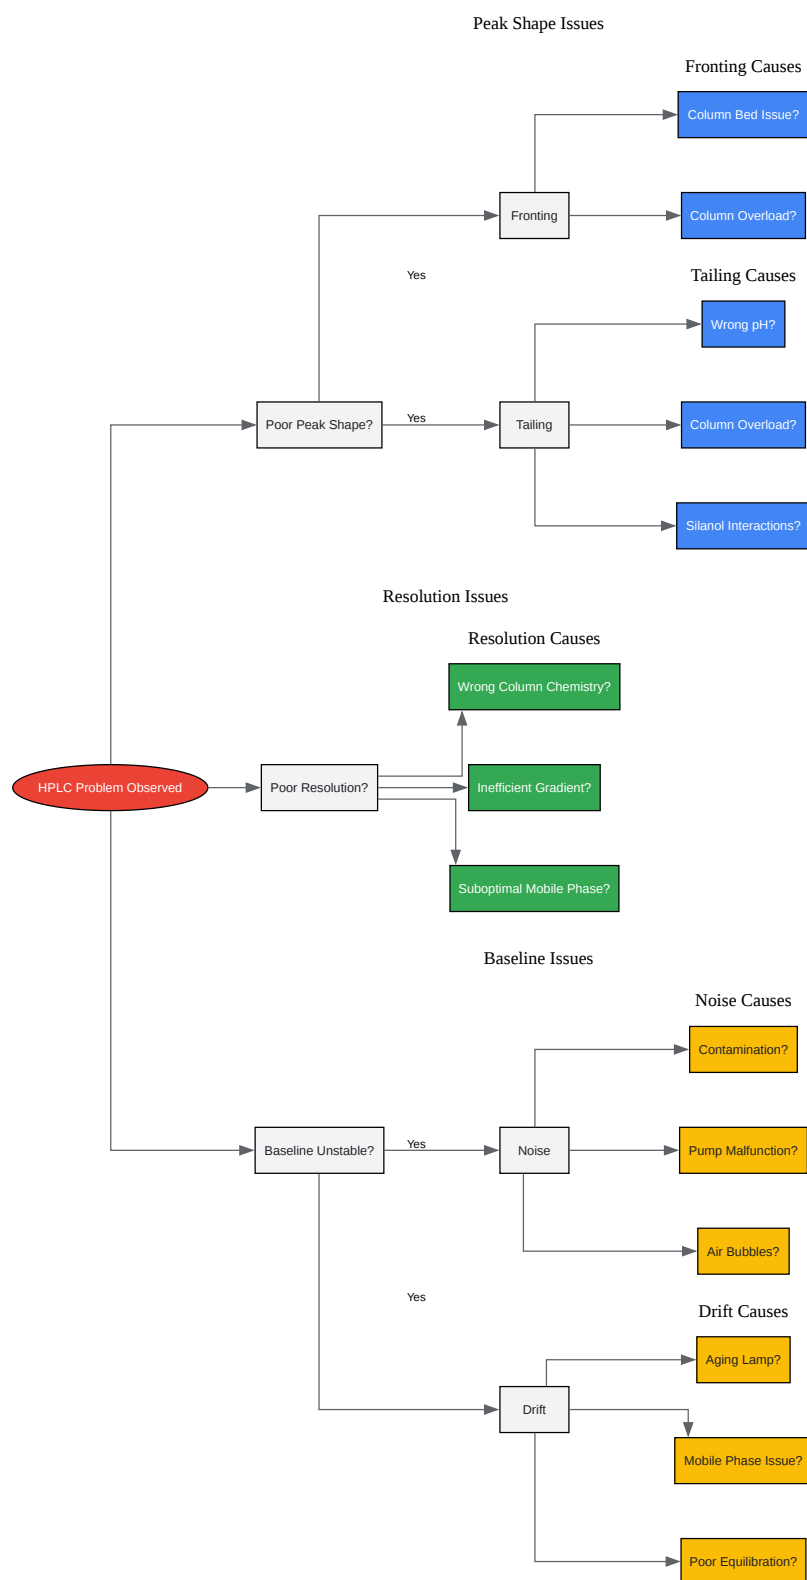 Peak Shape Issues
Fronting Causes
Column Bed Issue?
Fronting
Column Overload?
Yes
Tailing Causes
Wrong pH?
Poor Peak Shape?
Yes
Tailing
Column Overload?
Silanol Interactions?
Resolution Issues
Resolution Causes
Wrong Column Chemistry?
HPLC Problem Observed
Poor Resolution?
Inefficient Gradient?
Suboptimal Mobile Phase?
Baseline Issues
Noise Causes
Contamination?
Baseline Unstable?
Yes
Noise
Pump Malfunction?
Air Bubbles?
Yes
Drift Causes
Aging Lamp?
Drift
Mobile Phase Issue?
Poor Equilibration?